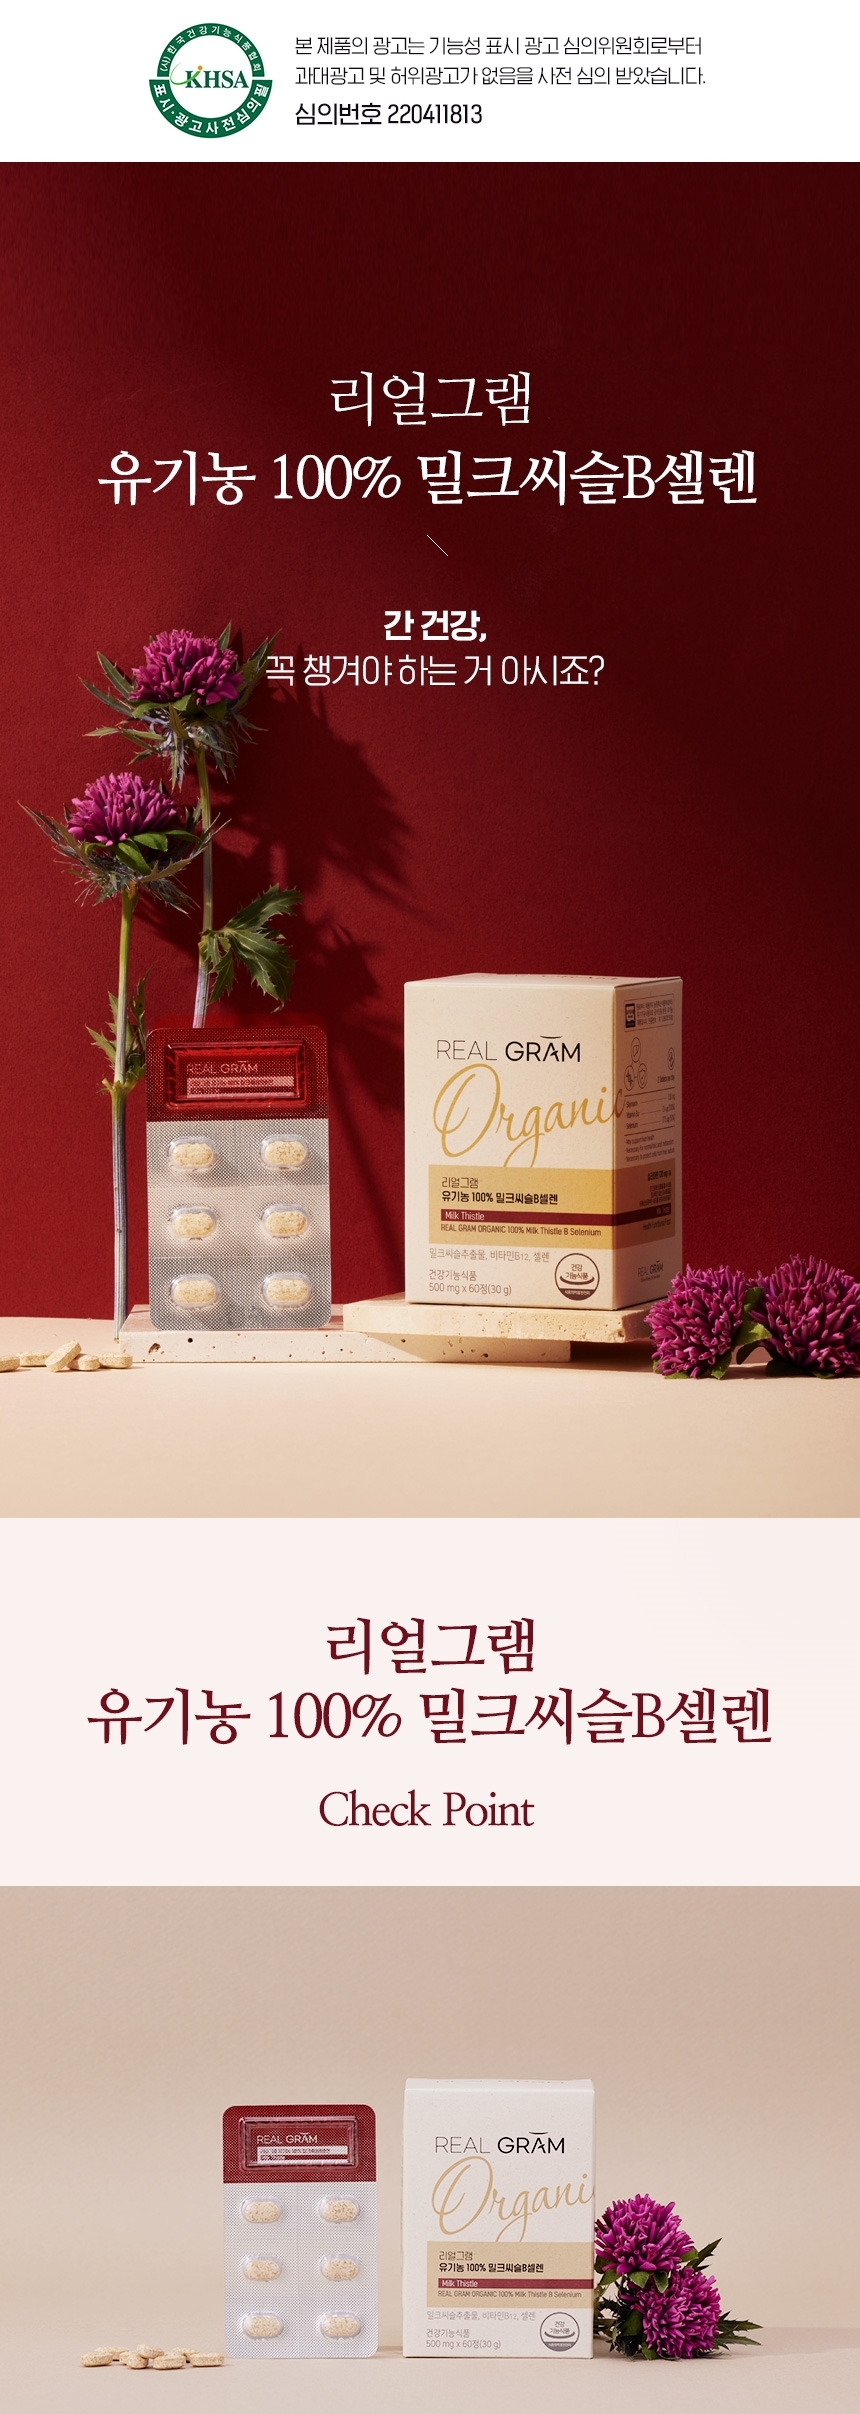 (사)한국건강기능식품협회
KHSA
표시·광고사전심의필
본 제품의 광고는 기능성 표시 광고 심의위원회로부터
과대광고 및 허위광고가 없음을 사전 심의 받았습니다.
심의번호 220411813
리얼그램
유기농 100% 밀크씨슬B셀렌
간 건강,
꼭 챙겨야 하는 거 아시죠?
REAL GRAM
REAL GRAM
Organic
리얼그램
유기농 100% 밀크씨슬B셀렌
Milk Thistle
REAL GRAM ORGANIC 100% Milk Thistle B Selenium
밀크씨슬추출물, 비타민B12, 셀렌
건강기능식품
500 mg x 60정(30 g)
건강
기능식품
리얼그램
유기농 100% 밀크씨슬B셀렌
Check Point
REAL GRAM
REAL GRAM
Organic
리얼그램
유기농 100% 밀크씨슬B셀렌
Milk Thistle
REAL GRAM ORGANIC 100% Milk Thistle B Selenium
밀크씨슬추출물, 비타민B12, 셀렌
건강기능식품
500 mg x 60정(30 g)
건강
기능식품